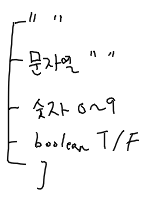 [ " "
문자열 " "
숫자 0~9
boolean T/F
]